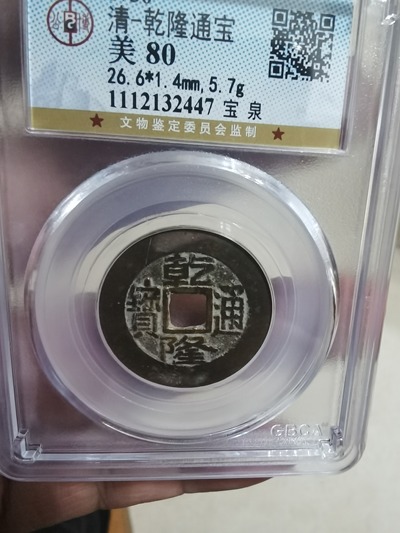 清-乾隆通宝
美 80
26.6*1.4mm,5.7g
1112132447 宝 泉
★ 文物鉴定委员会监制 ★
乾隆通寶
GBCA